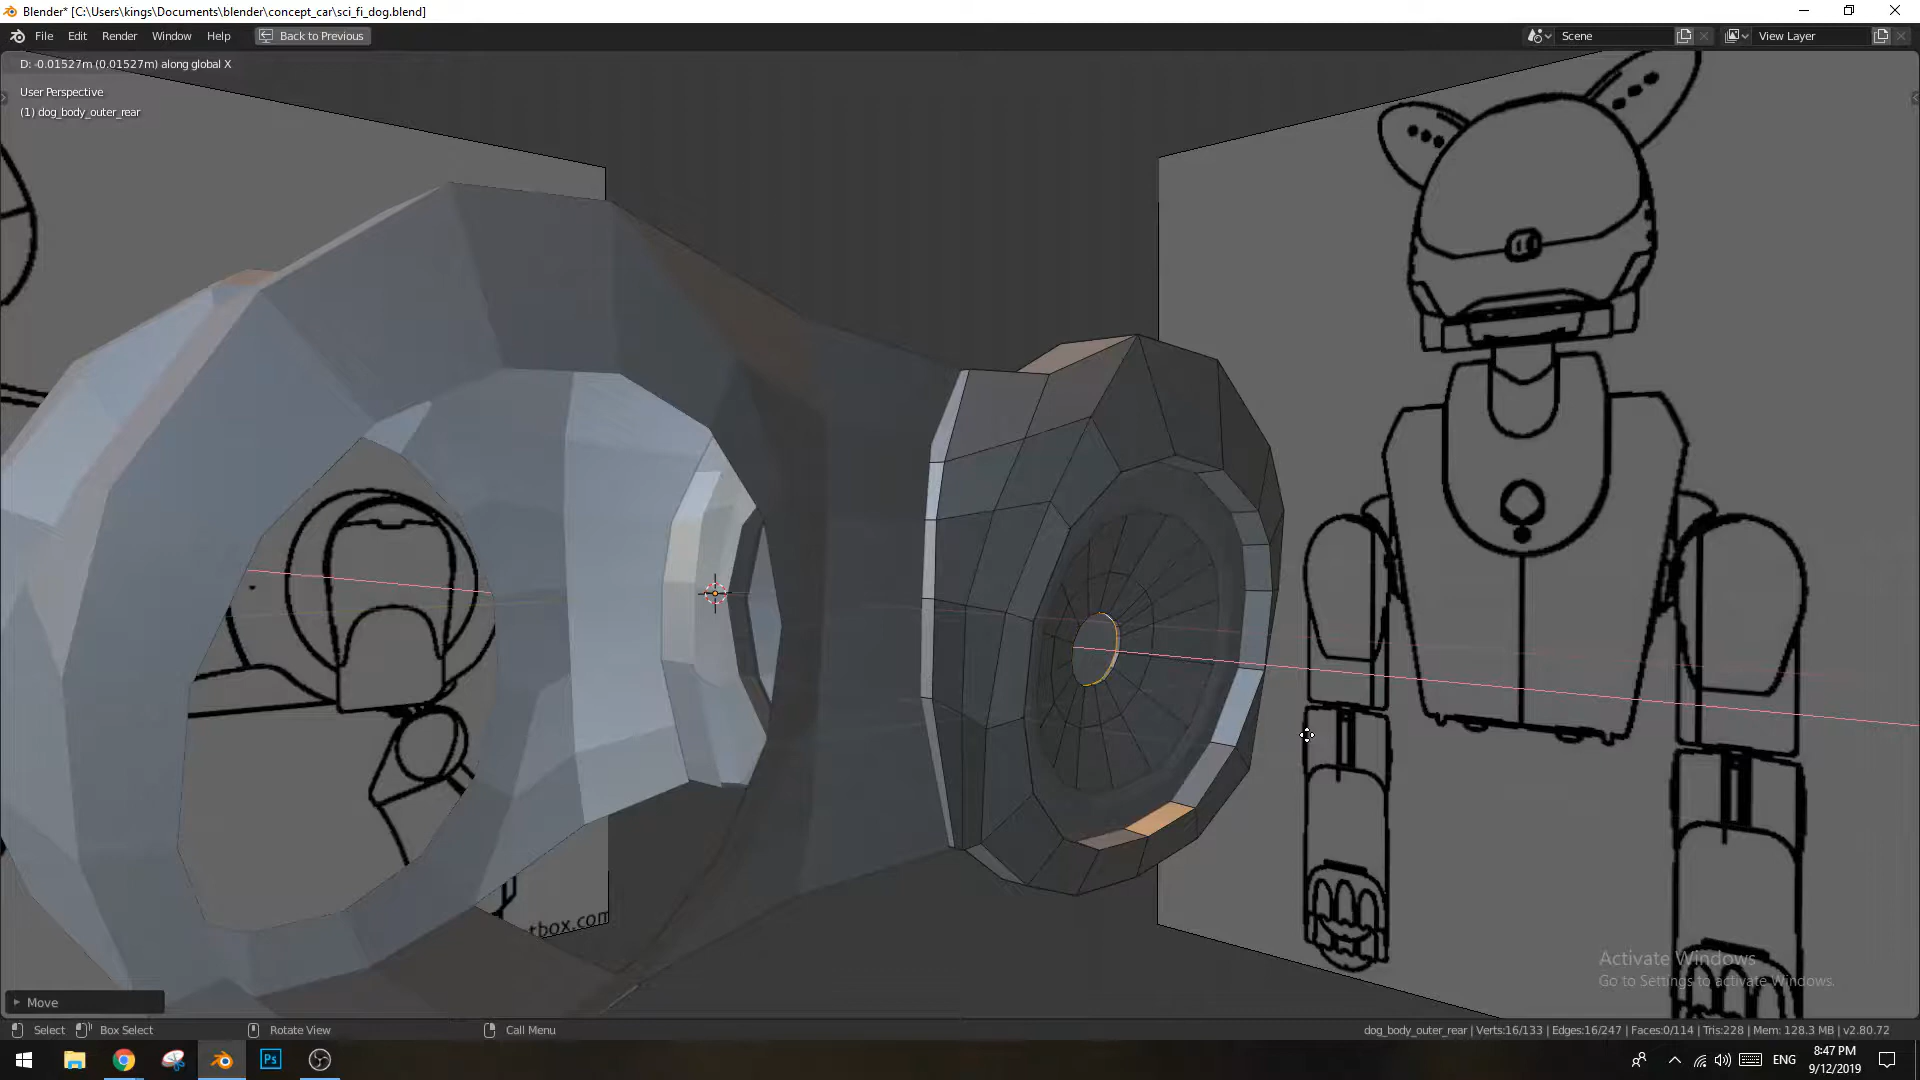 Blender* [C:\Users\kings\Documents\blender\concept_car\sci_fi_dog.blend]
File Edit Render Window Help Back to Previous
Scene View Layer
D: -0.01527m (0.01527m) along global X
User Perspective
(1) dog_body_outer_rear
tbox.com
Activate Windows
Go to Settings to activate Windows.
Move
Select Box Select Rotate View Call Menu
dog_body_outer_rear | Verts:16/133 | Edges:16/247 | Faces:0/114 | Tris:228 | Mem: 128.3 MB | v2.80.72
Ps
ENG
8:47 PM
9/12/2019